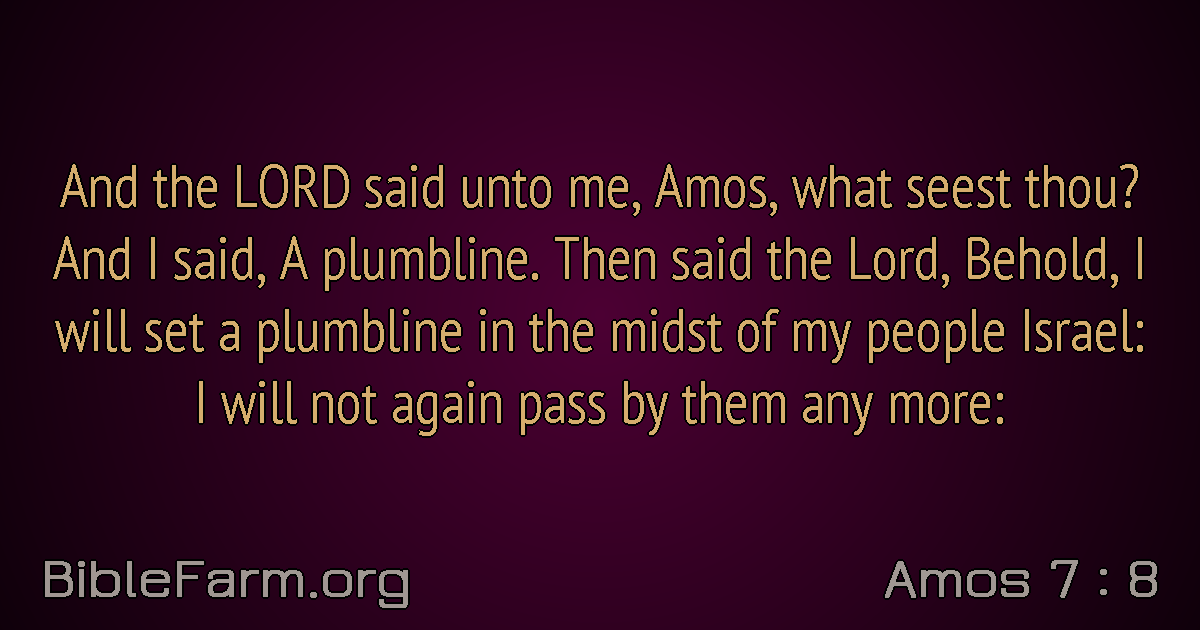 And the LORD said unto me, Amos, what seest thou?
And I said, A plumbline. Then said the Lord, Behold, I
will set a plumbline in the midst of my people Israel:
I will not again pass by them any more:
BibleFarm.org
Amos 7 : 8